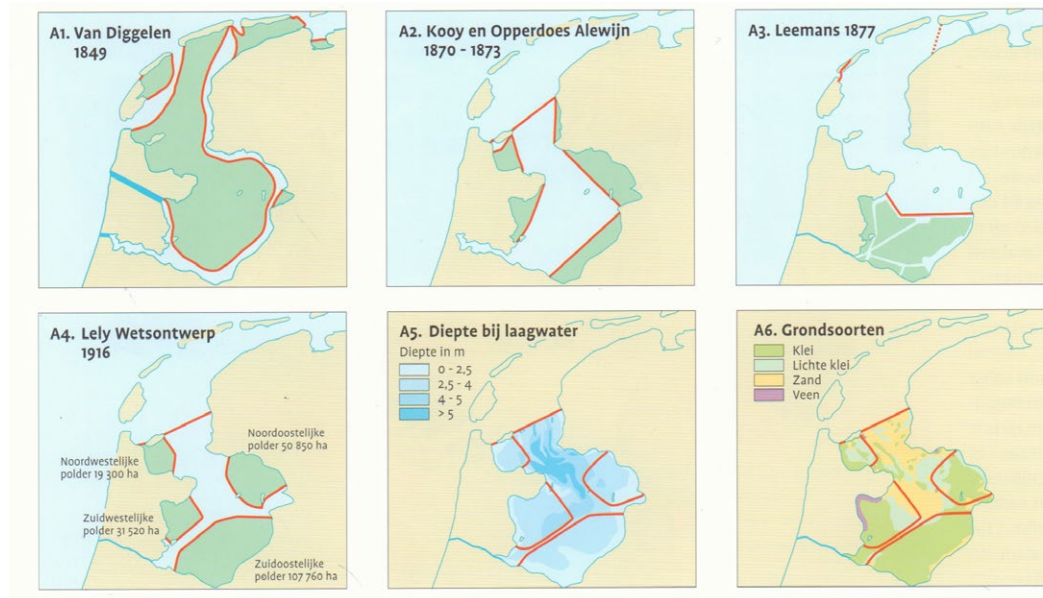 A1. Van Diggelen
1849
A2. Kooy en Opperdoes Alewijn
1870 - 1873
A3. Leemans 1877
A4. Lely Wetsontwerp
1916
Noordwestelijke
polder 19 300 ha
Noordoostelijke
polder 50 850 ha
Zuidwestelijke
polder 31 520 ha
Zuidoostelijke
polder 107 760 ha
A5. Diepte bij laagwater
Diepte in m
0 - 2,5
2,5 - 4
4 - 5
> 5
A6. Grondsoorten
Klei
Lichte klei
Zand
Veen